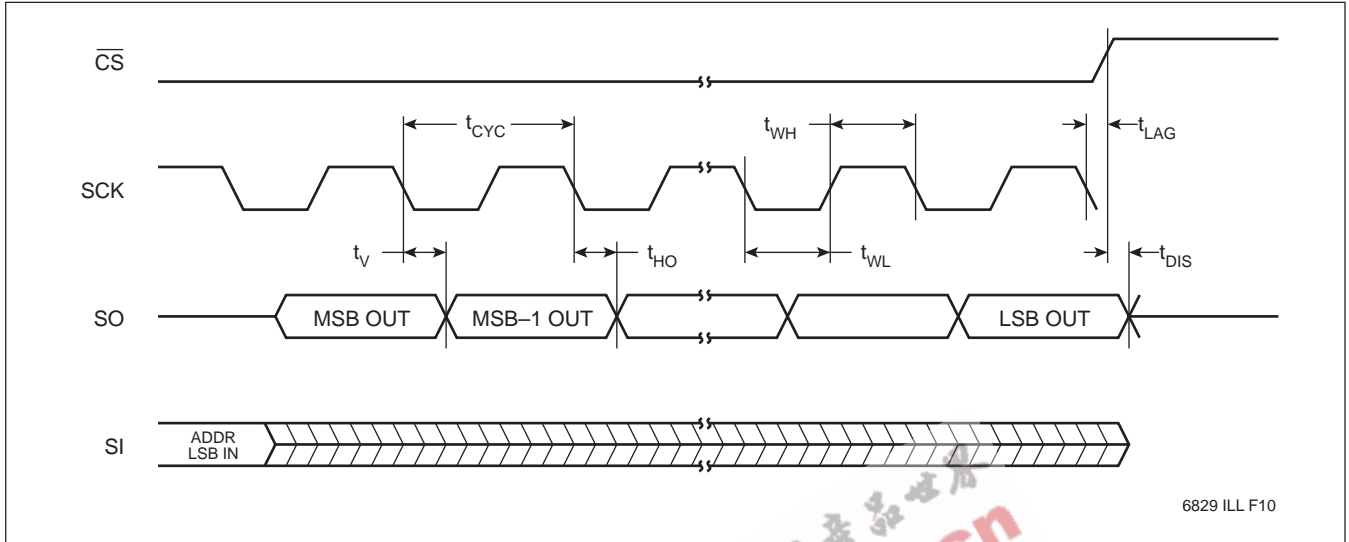 CS
tCYC
tWH
tLAG
SCK
tV
tHO
tWL
tDIS
SO
MSB OUT
MSB–1 OUT
LSB OUT
SI
ADDR
LSB IN
6829 ILL F10